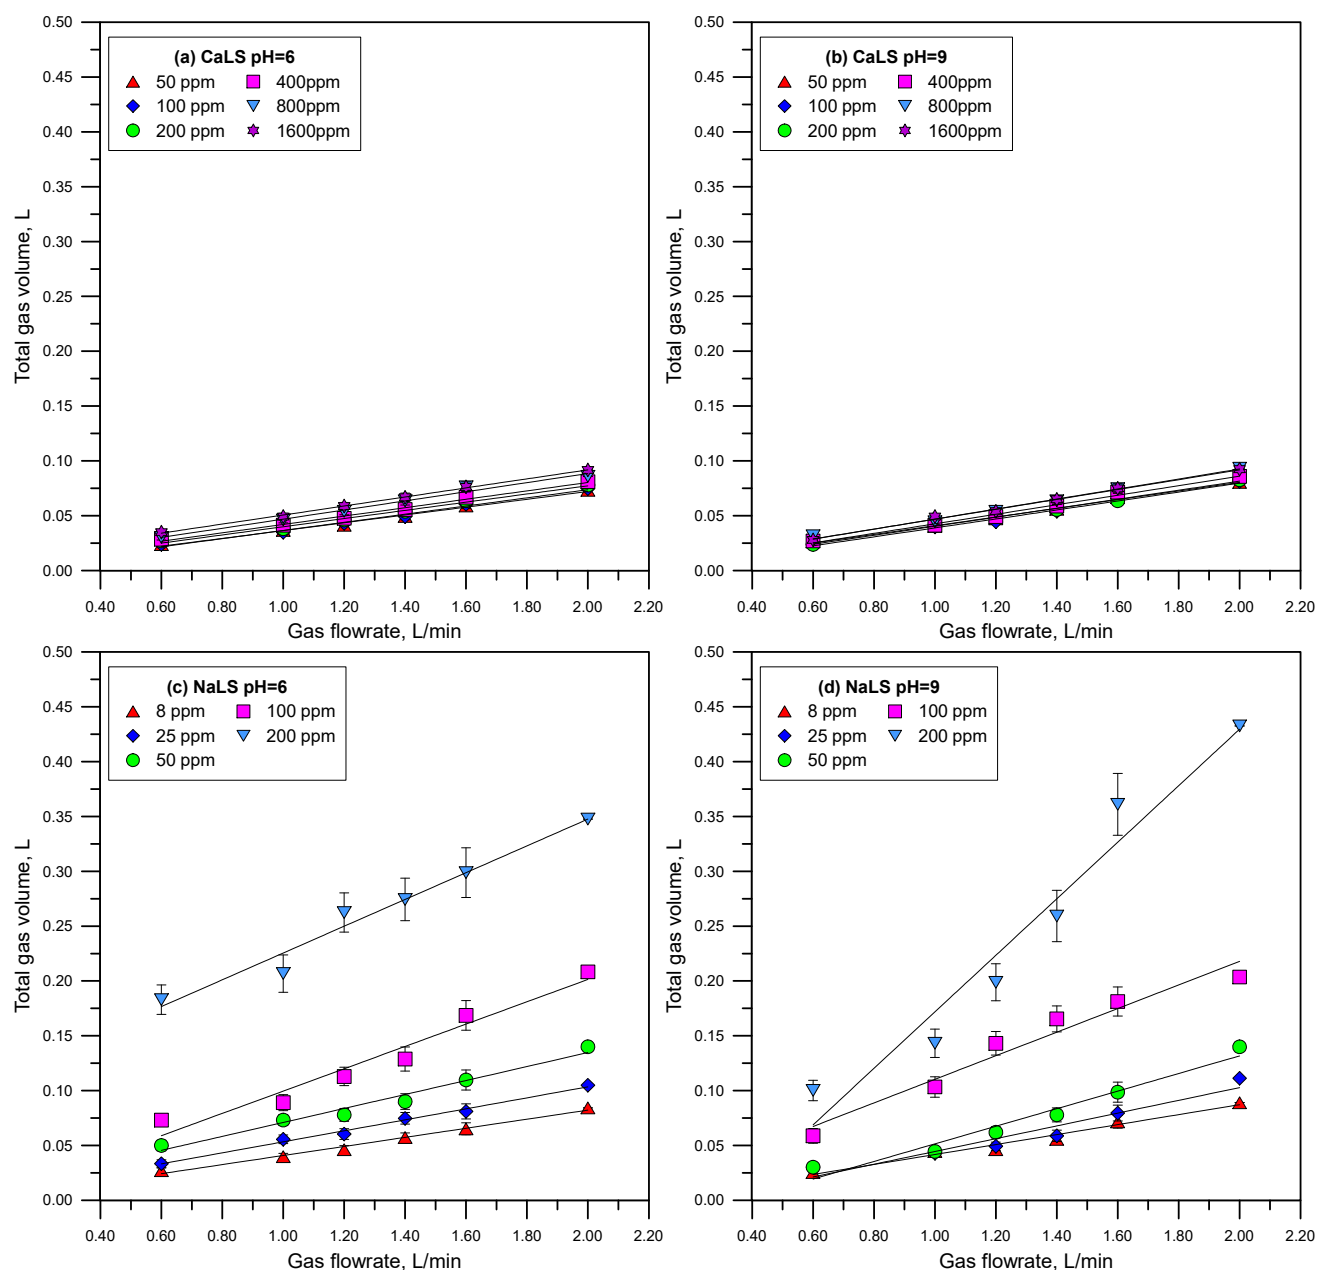 (a) CaLS pH=6
50 ppm 400ppm
100 ppm 800ppm
200 ppm 1600ppm
0.50
0.45
0.40
0.35
0.30
0.25
0.20
0.15
0.10
0.05
0.00
Total gas volume, L
0.40 0.60 0.80 1.00 1.20 1.40 1.60 1.80 2.00 2.20
Gas flowrate, L/min
(b) CaLS pH=9
50 ppm 400ppm
100 ppm 800ppm
200 ppm 1600ppm
0.50
0.45
0.40
0.35
0.30
0.25
0.20
0.15
0.10
0.05
0.00
Total gas volume, L
0.40 0.60 0.80 1.00 1.20 1.40 1.60 1.80 2.00 2.20
Gas flowrate, L/min
(c) NaLS pH=6
8 ppm 100 ppm
25 ppm 200 ppm
50 ppm
0.50
0.45
0.40
0.35
0.30
0.25
0.20
0.15
0.10
0.05
0.00
Total gas volume, L
0.40 0.60 0.80 1.00 1.20 1.40 1.60 1.80 2.00 2.20
Gas flowrate, L/min
(d) NaLS pH=9
8 ppm 100 ppm
25 ppm 200 ppm
50 ppm
0.50
0.45
0.40
0.35
0.30
0.25
0.20
0.15
0.10
0.05
0.00
Total gas volume, L
0.40 0.60 0.80 1.00 1.20 1.40 1.60 1.80 2.00 2.20
Gas flowrate, L/min